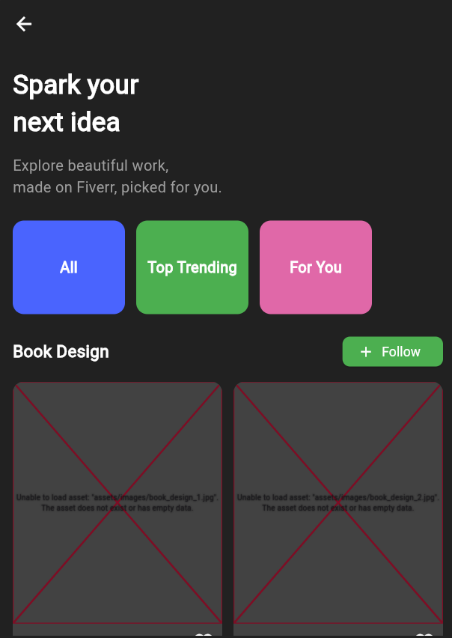 Spark your
next idea
Explore beautiful work,
made on Fiverr, picked for you.
All
Top Trending
For You
Book Design
+ Follow
Unable to load asset: "assets/images/book_design_1.jpg".
The asset does not exist or has empty data.
Unable to load asset: "assets/images/book_design_2.jpg".
The asset does not exist or has empty data.